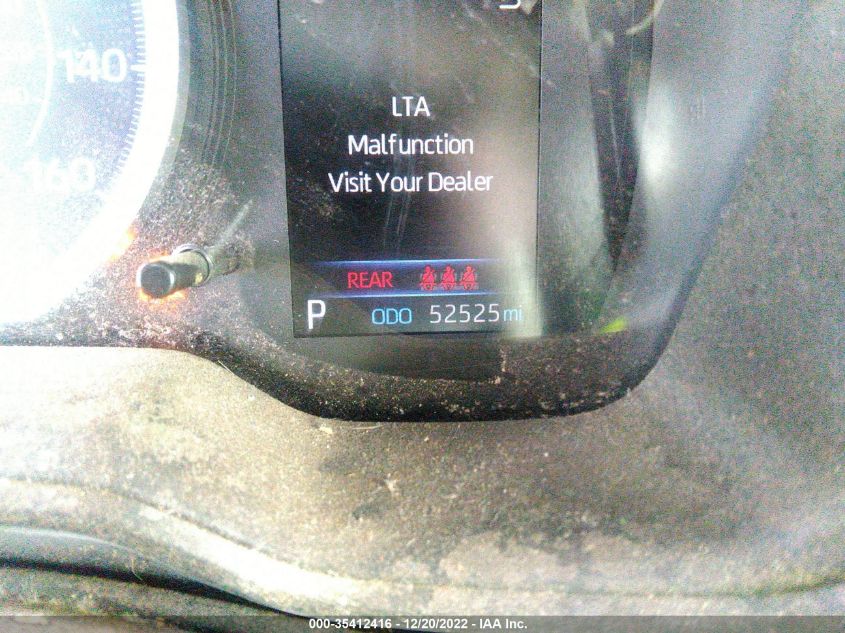 140
160
LTA
Malfunction
Visit Your Dealer
REAR
P ODO 52525 mi
000-35412416 - 12/20/2022 - IAA Inc.